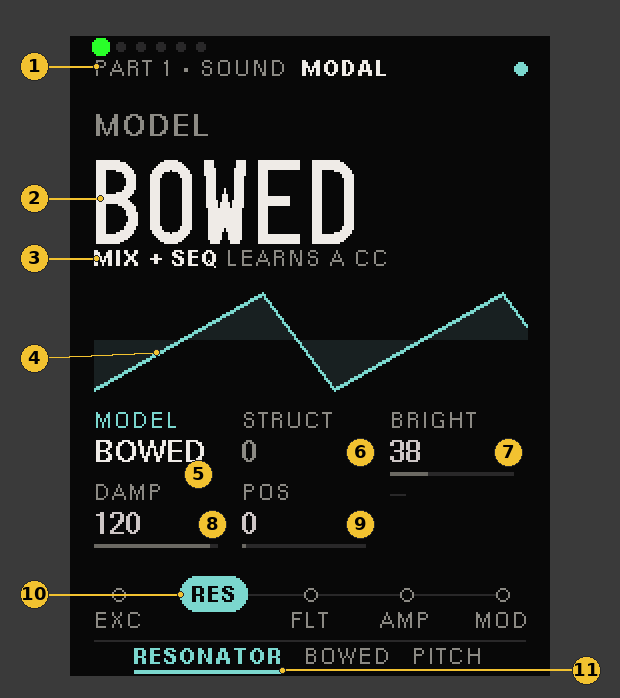 1 PART 1 · SOUND MODAL
MODEL
2 BOWED
3 MIX + SEQ LEARNS A CC
4
MODEL STRUCT BRIGHT
BOWED 0 6 38 7
5
DAMP POS —
120 8 0 9
10 RES
EXC FLT AMP MOD
RESONATOR BOWED PITCH
11